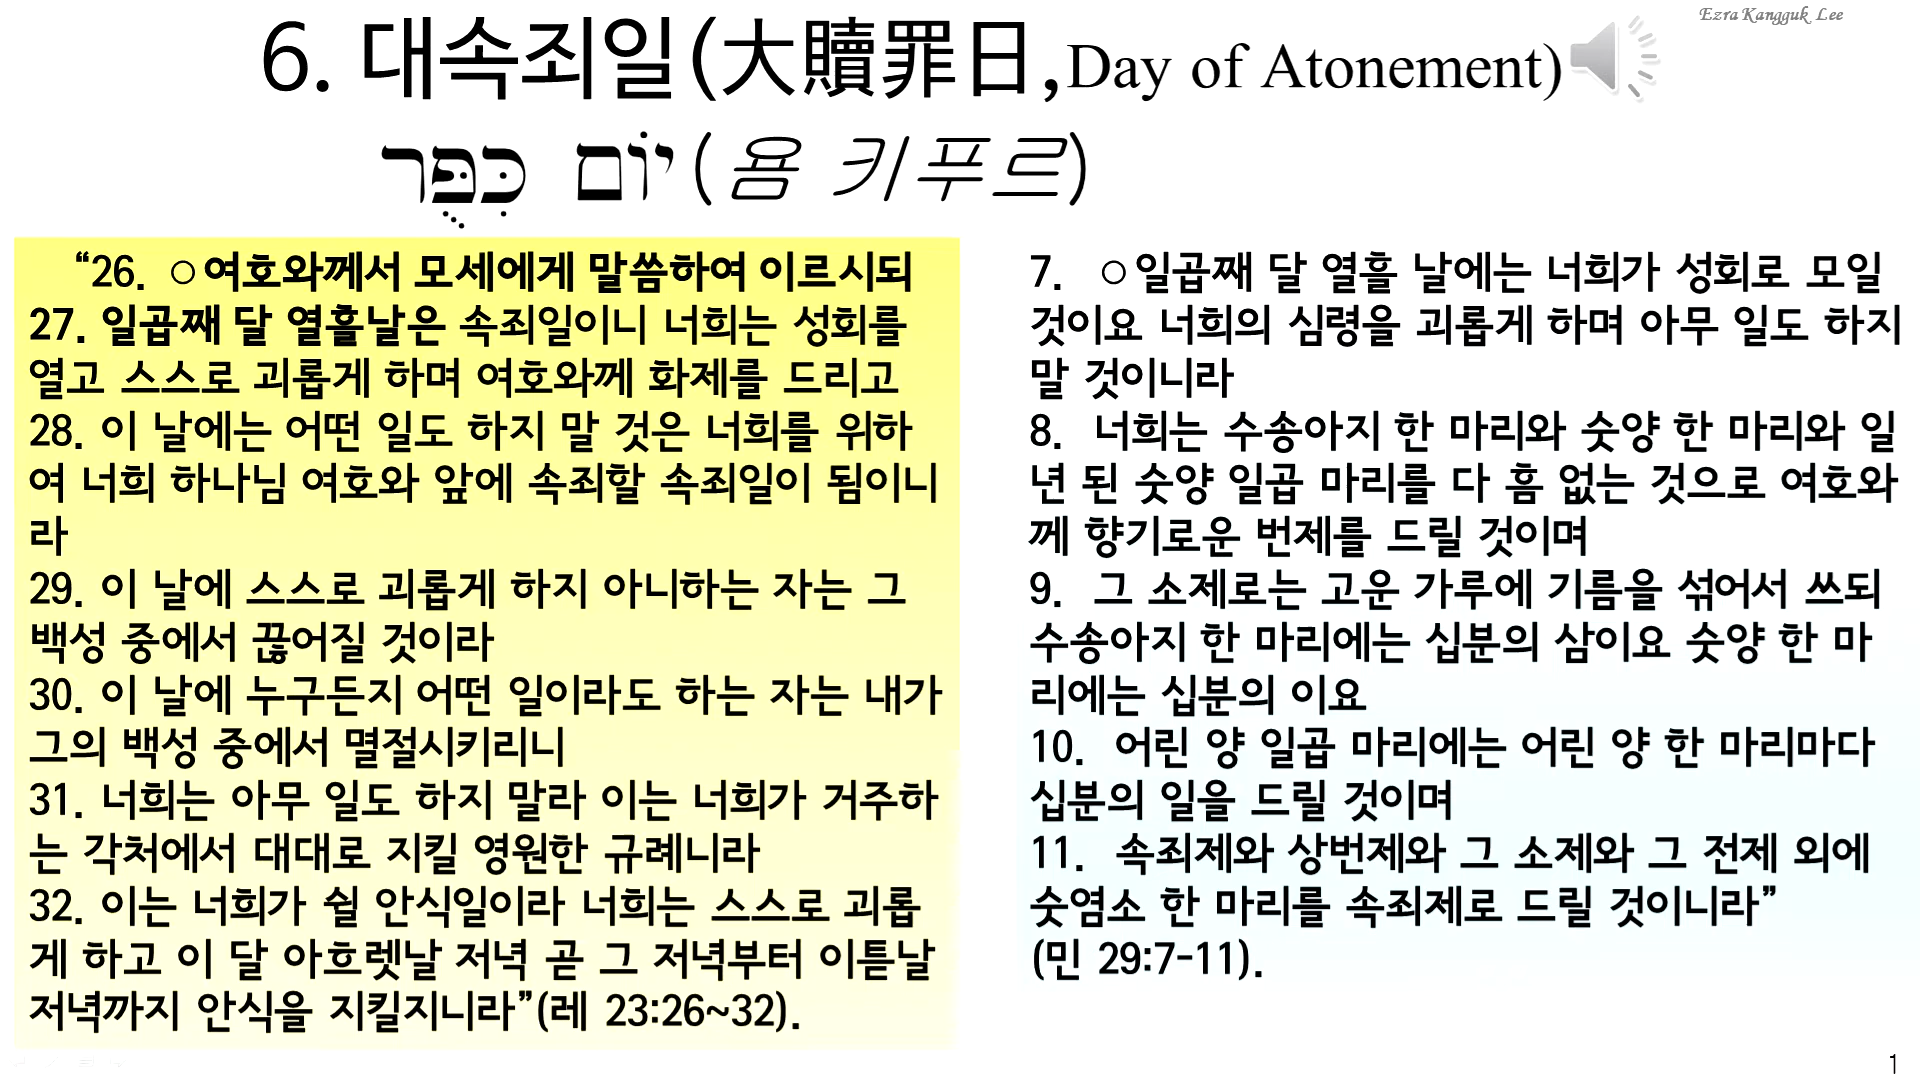 Ezra Kangguk Lee
6. 대속죄일(大贖罪日,Day of Atonement)
יוֹם כִּפֻּר (욤 키푸르)
“26. ○여호와께서 모세에게 말씀하여 이르시되
27. 일곱째 달 열흘날은 속죄일이니 너희는 성회를
열고 스스로 괴롭게 하며 여호와께 화제를 드리고
28. 이 날에는 어떤 일도 하지 말 것은 너희를 위하
여 너희 하나님 여호와 앞에 속죄할 속죄일이 됨이니
라
29. 이 날에 스스로 괴롭게 하지 아니하는 자는 그
백성 중에서 끊어질 것이라
30. 이 날에 누구든지 어떤 일이라도 하는 자는 내가
그의 백성 중에서 멸절시키리니
31. 너희는 아무 일도 하지 말라 이는 너희가 거주하
는 각처에서 대대로 지킬 영원한 규례니라
32. 이는 너희가 쉴 안식일이라 너희는 스스로 괴롭
게 하고 이 달 아흐렛날 저녁 곧 그 저녁부터 이튿날
저녁까지 안식을 지킬지니라”(레 23:26~32).
7. ○일곱째 달 열흘 날에는 너희가 성회로 모일
것이요 너희의 심령을 괴롭게 하며 아무 일도 하지
말 것이니라
8. 너희는 수송아지 한 마리와 숫양 한 마리와 일
년 된 숫양 일곱 마리를 다 흠 없는 것으로 여호와
께 향기로운 번제를 드릴 것이며
9. 그 소제로는 고운 가루에 기름을 섞어서 쓰되
수송아지 한 마리에는 십분의 삼이요 숫양 한 마
리에는 십분의 이요
10. 어린 양 일곱 마리에는 어린 양 한 마리마다
십분의 일을 드릴 것이며
11. 속죄제와 상번제와 그 소제와 그 전제 외에
숫염소 한 마리를 속죄제로 드릴 것이니라”
(민 29:7-11).
1